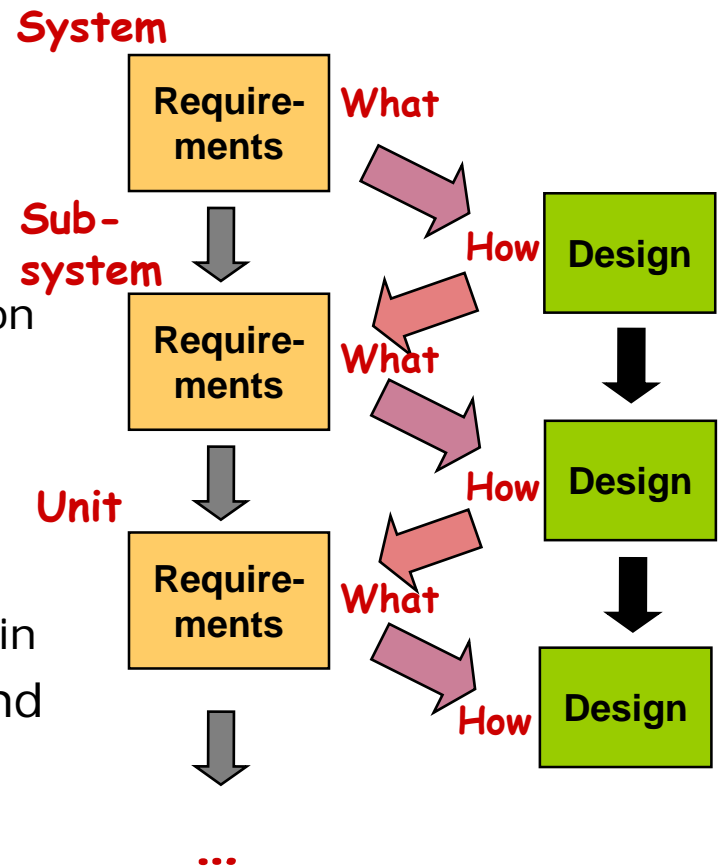 System
Require-
ments
What
Sub-
system
How
Design
on
Require-
ments
What
How
Design
Unit
Require-
ments
What
in
nd
How
Design
...